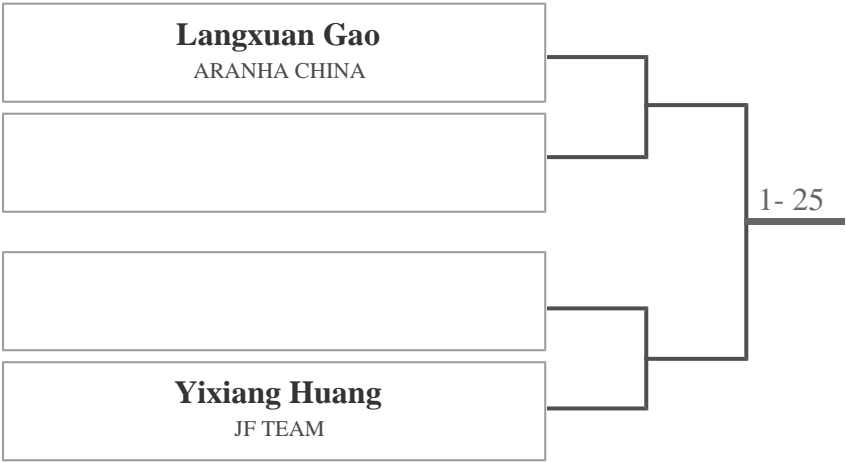 Langxuan Gao
ARANHA CHINA
1- 25
Yixiang Huang
JF TEAM